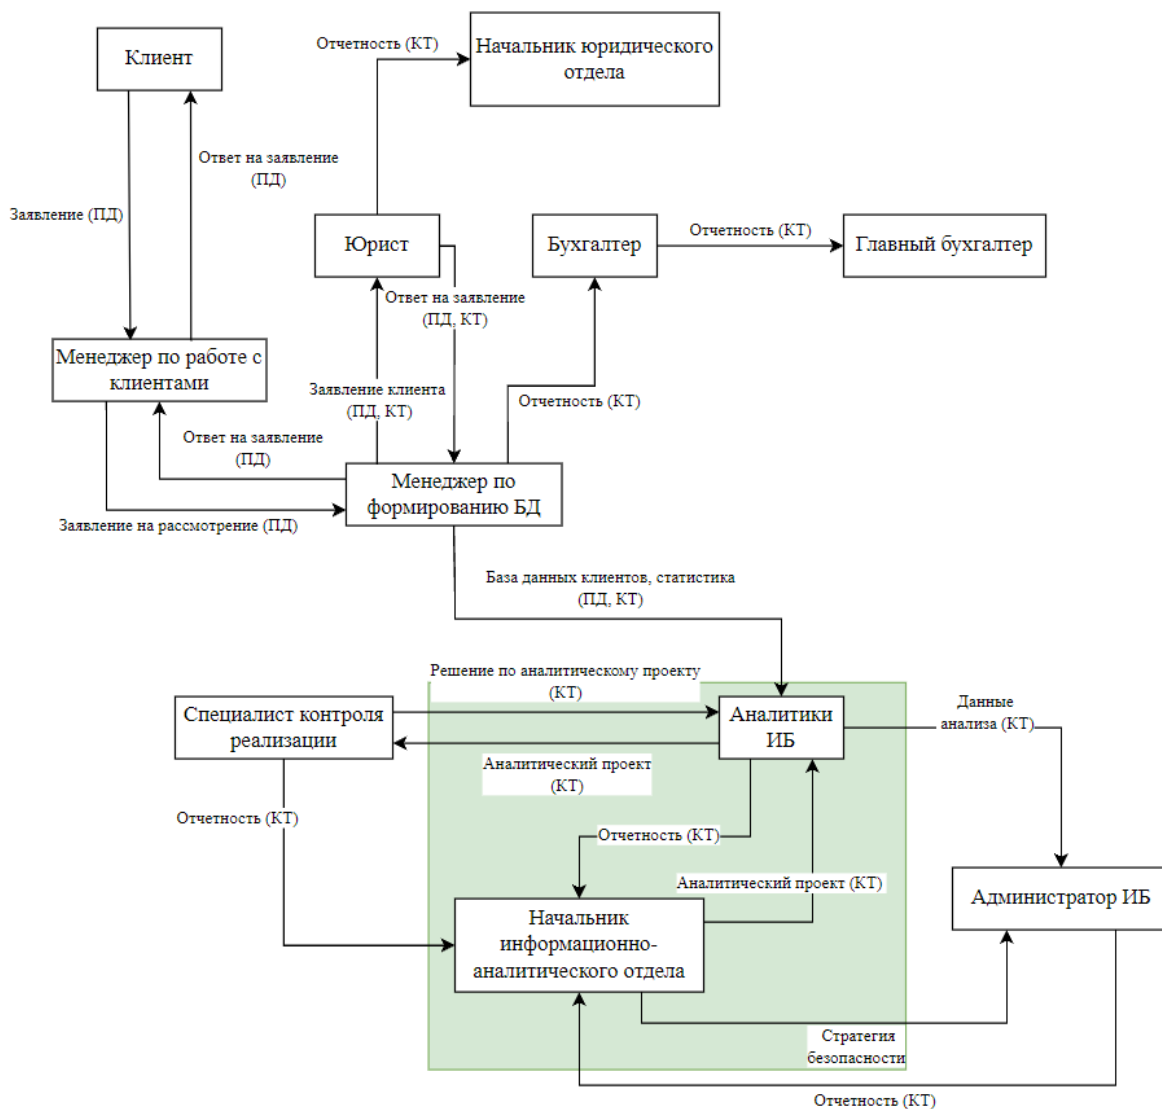 Клиент
Отчетность (КТ)
Начальник юридического
отдела
Ответ на заявление
(ПД)
Заявление (ПД)
Юрист
Бухгалтер
Отчетность (КТ)
Главный бухгалтер
Ответ на заявление
(ПД, КТ)
Менеджер по работе с
клиентами
Заявление клиента
(ПД, КТ)
Отчетность (КТ)
Ответ на заявление
(ПД)
Менеджер по
формированию БД
Заявление на рассмотрение (ПД)
База данных клиентов, статистика
(ПД, КТ)
Решение по аналитическому проекту
(КТ)
Специалист контроля
реализации
Аналитики
ИБ
Данные
анализа (КТ)
Аналитический проект
(КТ)
Отчетность (КТ)
Отчетность (КТ)
Аналитический проект (КТ)
Администратор ИБ
Начальник
информационно-
аналитического отдела
Стратегия
безопасности
Отчетность (КТ)